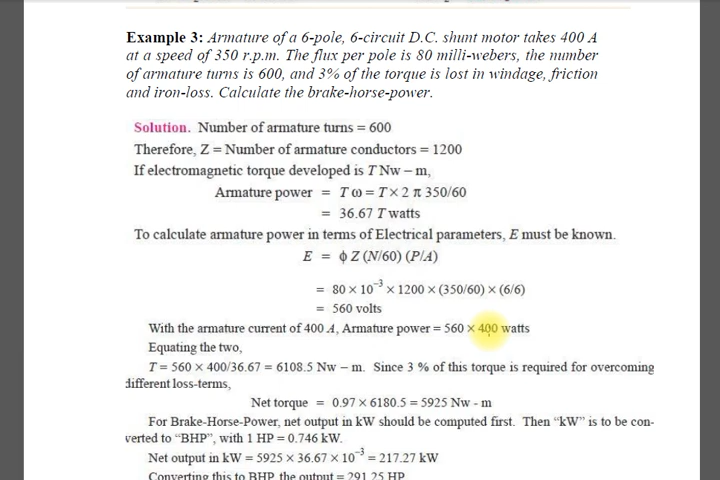 Example 3: Armature of a 6-pole, 6-circuit D.C. shunt motor takes 400 A
at a speed of 350 r.p.m. The flux per pole is 80 milli-webers, the number
of armature turns is 600, and 3% of the torque is lost in windage, friction
and iron-loss. Calculate the brake-horse-power.
Solution. Number of armature turns = 600
Therefore, Z = Number of armature conductors = 1200
If electromagnetic torque developed is T Nw – m,
Armature power = T ω = T × 2 π 350/60
= 36.67 T watts
To calculate armature power in terms of Electrical parameters, E must be known.
E = ϕ Z (N/60) (P/A)
= 80 × 10⁻³ × 1200 × (350/60) × (6/6)
= 560 volts
With the armature current of 400 A, Armature power = 560 × 400 watts
Equating the two,
T = 560 × 400/36.67 = 6108.5 Nw – m. Since 3 % of this torque is required for overcoming
different loss-terms,
Net torque = 0.97 × 6180.5 = 5925 Nw - m
For Brake-Horse-Power, net output in kW should be computed first. Then “kW” is to be con-
verted to “BHP”, with 1 HP = 0.746 kW.
Net output in kW = 5925 × 36.67 × 10⁻³ = 217.27 kW
Converting this to BHP, the output = 291.25 HP